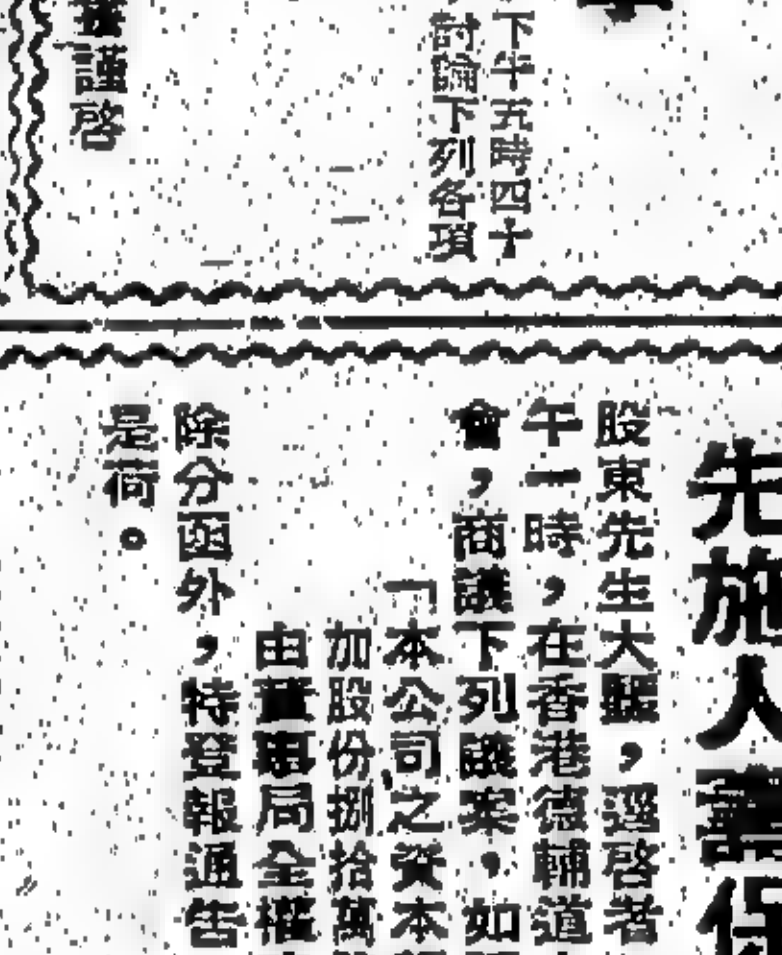 下午五時四十
討論下列各項
謹啓
先施人壽保
股東先生大鑒，逕啓者
午一時，在香港德輔道
會，商議下列議案，如
「本公司之資本
加股份捌拾萬
由董事局全權
除分函外，特登報通告
是荷。